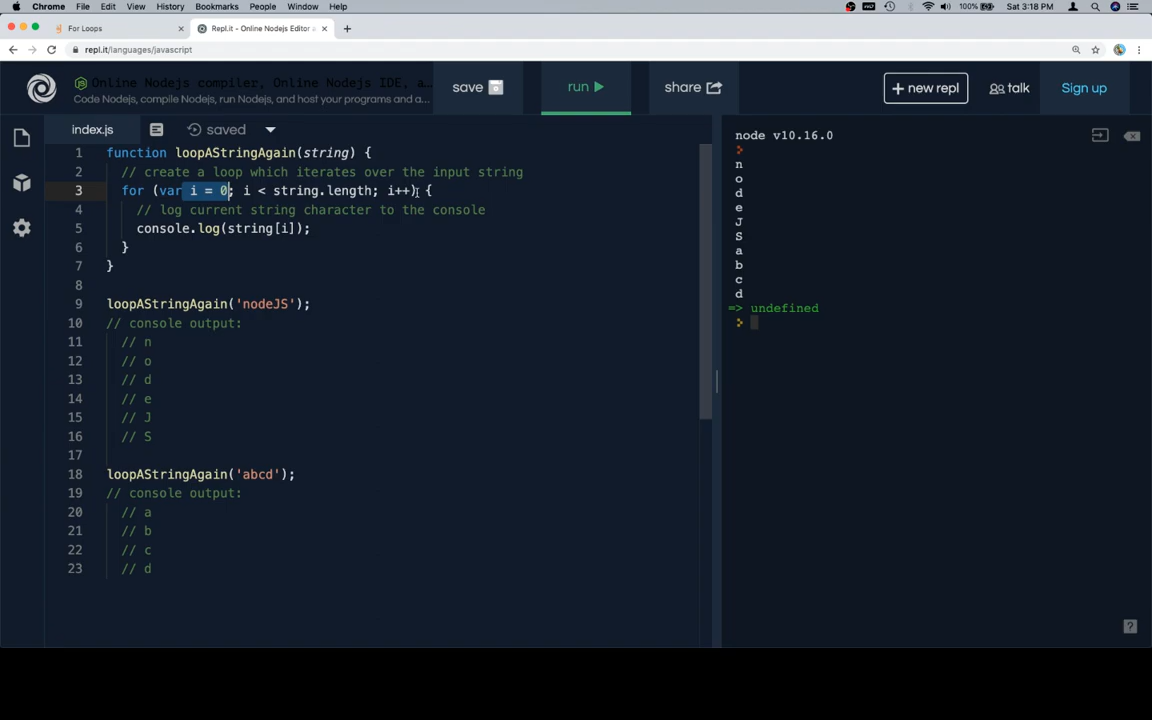 Chrome File Edit View History Bookmarks People Window Help 100% Sat 3:18 PM
For Loops Repl.it - Online Nodejs Editor
repl.it/languages/javascript
Online Nodejs compiler, Online Nodejs IDE, a...
Code Nodejs, compile Nodejs, run Nodejs, and host your programs and a...
save run share + new repl talk Sign up
index.js saved
1 function loopAStringAgain(string) {
2 // create a loop which iterates over the input string
3 for (var i = 0; i < string.length; i++) {
4 // log current string character to the console
5 console.log(string[i]);
6 }
7 }
8
9 loopAStringAgain('nodeJS');
10 // console output:
11 // n
12 // o
13 // d
14 // e
15 // J
16 // S
17
18 loopAStringAgain('abcd');
19 // console output:
20 // a
21 // b
22 // c
23 // d
node v10.16.0
n
o
d
e
J
S
a
b
c
d
=> undefined
?